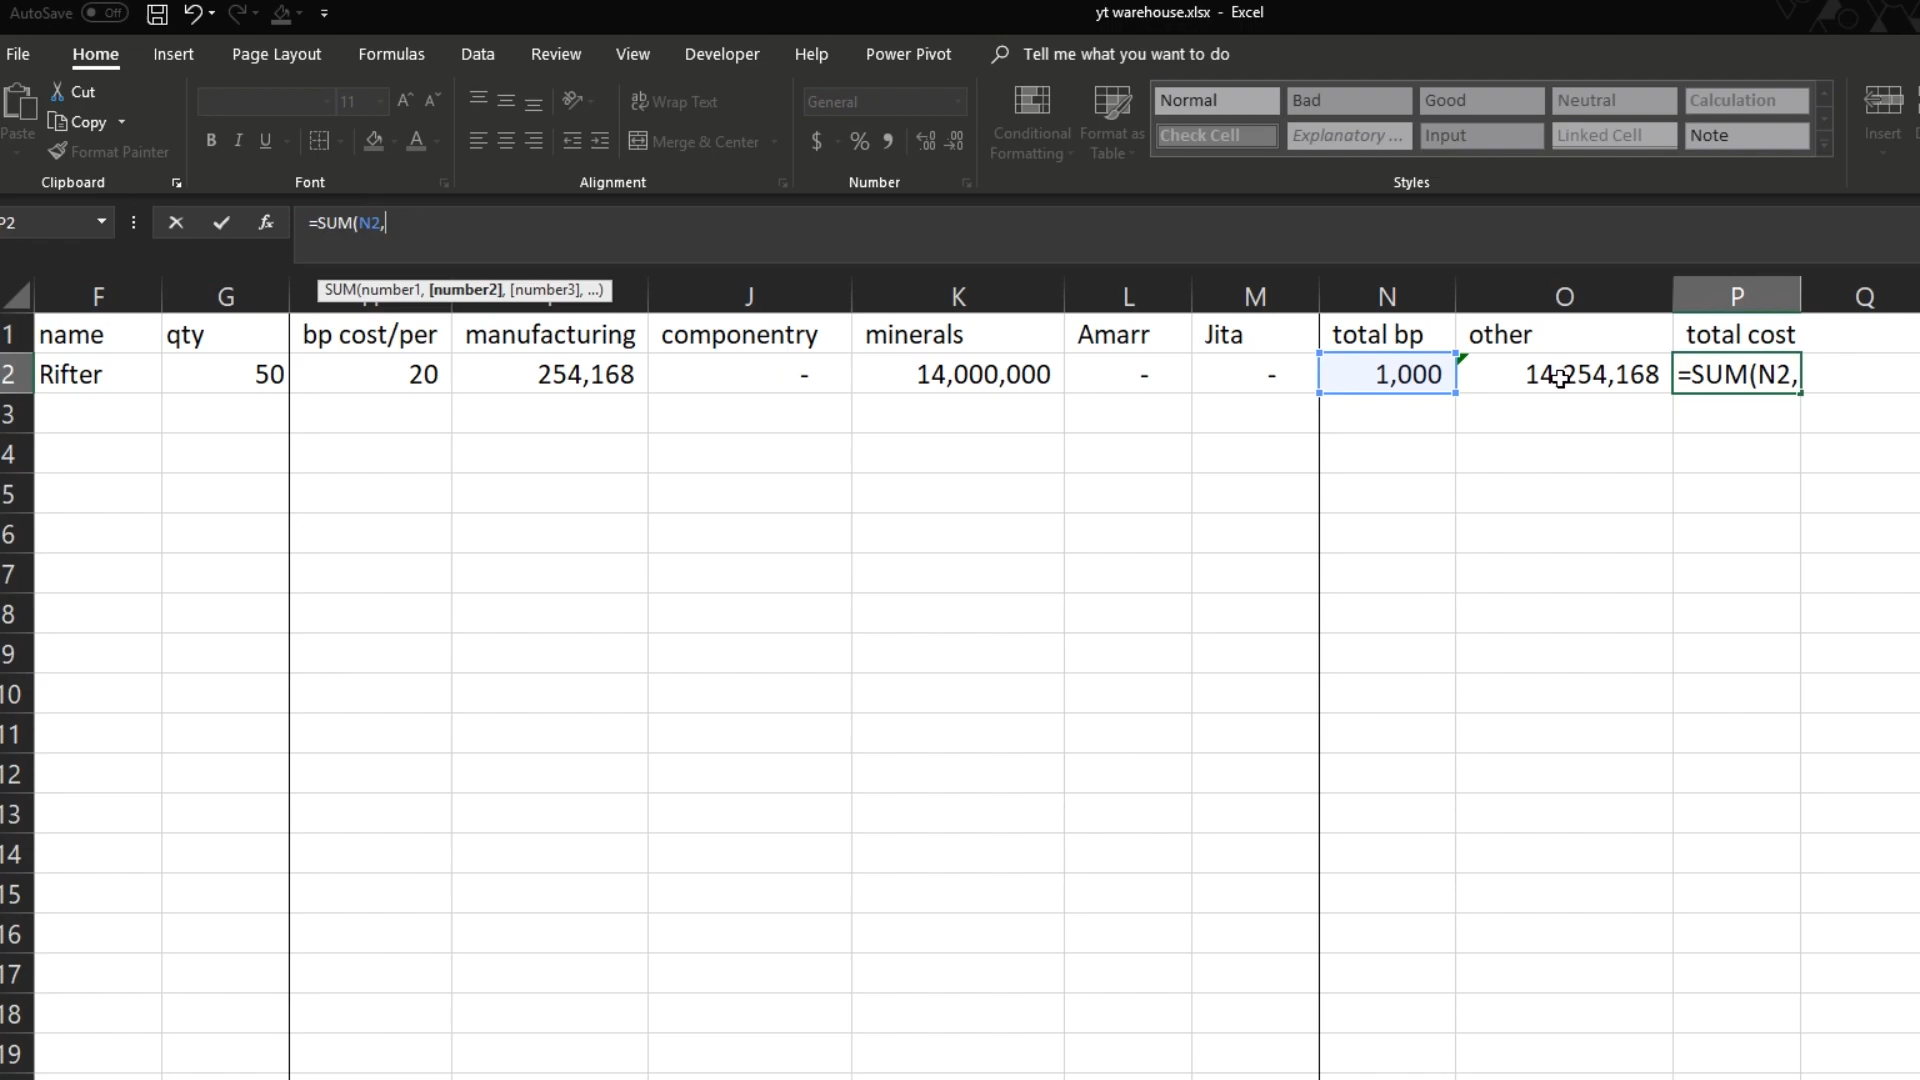 AutoSave Off
yt warehouse.xlsx - Excel
File Home Insert Page Layout Formulas Data Review View Developer Help Power Pivot Tell me what you want to do
Paste
Cut
Copy
Format Painter
Clipboard
11
A A
B I U
A
Font
ab Wrap Text
Merge & Center
Alignment
General
$ % 9
Number
Conditional Formatting
Format as Table
Normal Bad Good Neutral Calculation
Check Cell Explanatory ... Input Linked Cell Note
Styles
Insert
P2 fx =SUM(N2,
SUM(number1, [number2], [number3], ...)
F G J K L M N O P Q
1 name qty bp cost/per manufacturing componentry minerals Amarr Jita total bp other total cost
2 Rifter 50 20 254,168 - 14,000,000 - - 1,000 14,254,168 =SUM(N2,
3
4
5
6
7
8
9
10
11
12
13
14
15
16
17
18
19